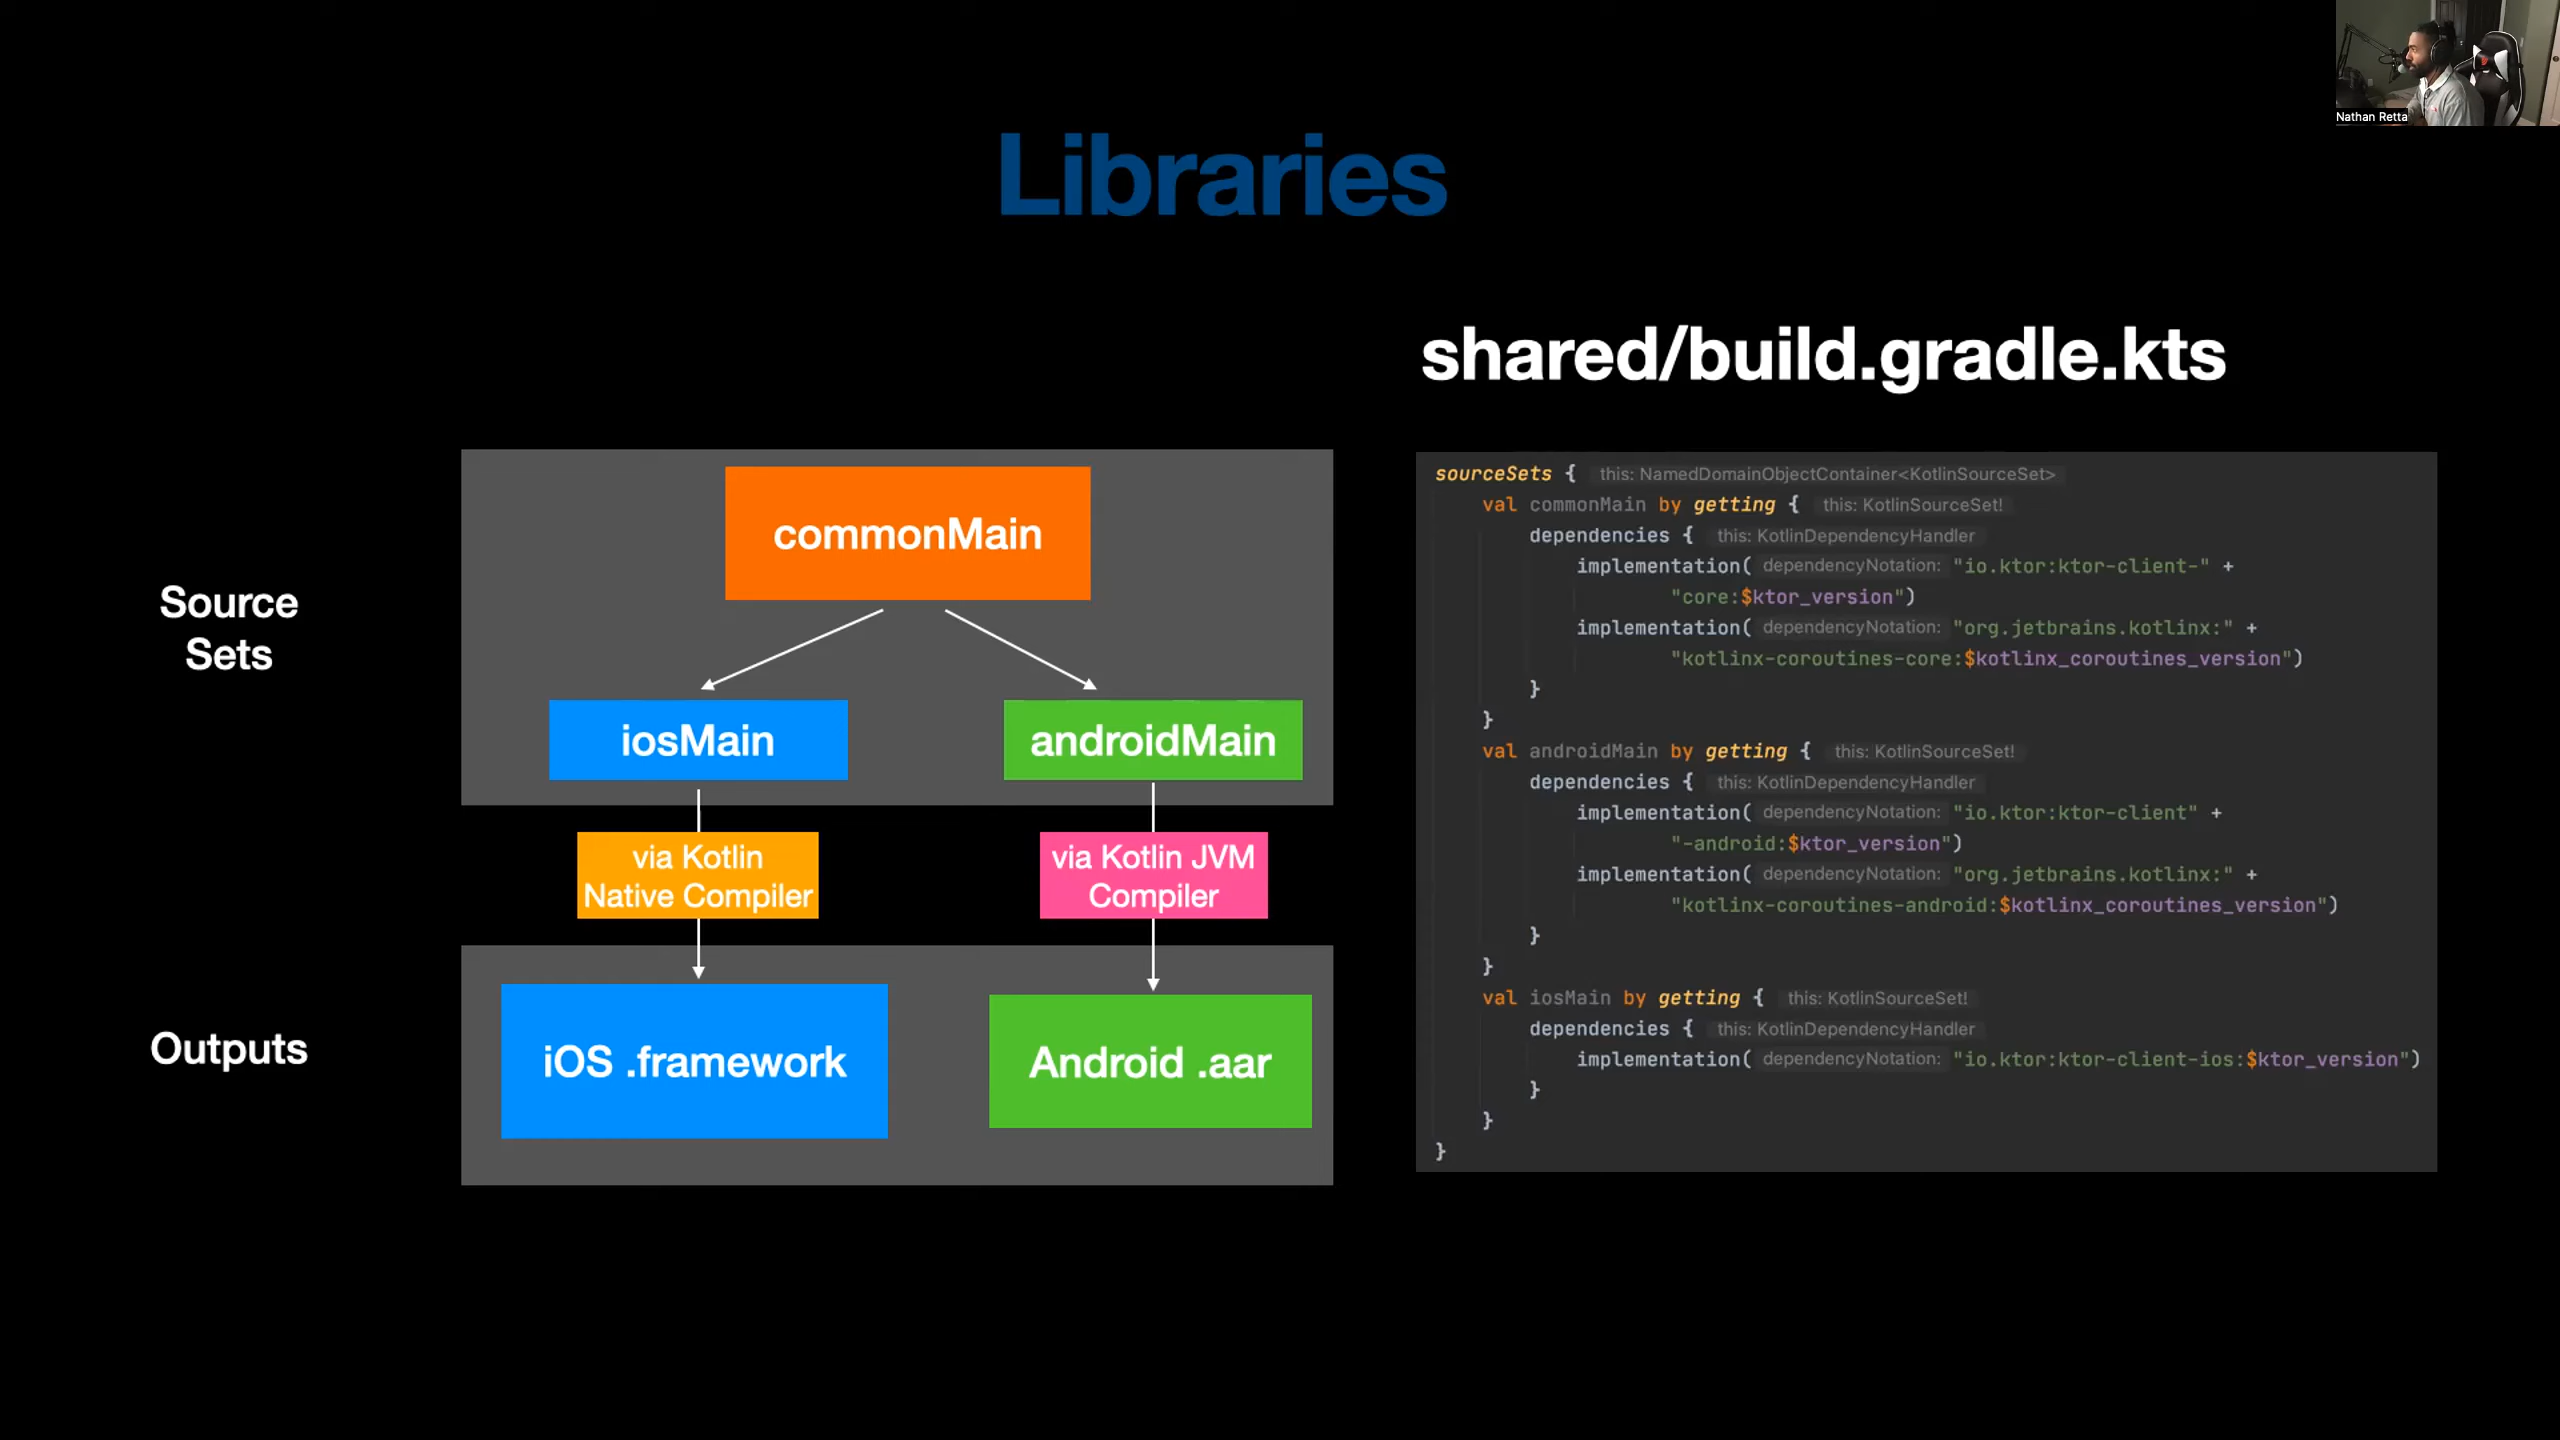 Nathan Retta
Libraries
shared/build.gradle.kts
Source
Sets
commonMain
iosMain
androidMain
via Kotlin
Native Compiler
via Kotlin JVM
Compiler
Outputs
iOS .framework
Android .aar
sourceSets { this: NamedDomainObjectContainer<KotlinSourceSet>
val commonMain by getting { this: KotlinSourceSet!
dependencies { this: KotlinDependencyHandler
implementation( dependencyNotation: "io.ktor:ktor-client-" +
"core:$ktor_version")
implementation( dependencyNotation: "org.jetbrains.kotlinx:" +
"kotlinx-coroutines-core:$kotlinx_coroutines_version")
}
}
val androidMain by getting { this: KotlinSourceSet!
dependencies { this: KotlinDependencyHandler
implementation( dependencyNotation: "io.ktor:ktor-client" +
"-android:$ktor_version")
implementation( dependencyNotation: "org.jetbrains.kotlinx:" +
"kotlinx-coroutines-android:$kotlinx_coroutines_version")
}
}
val iosMain by getting { this: KotlinSourceSet!
dependencies { this: KotlinDependencyHandler
implementation( dependencyNotation: "io.ktor:ktor-client-ios:$ktor_version")
}
}
}